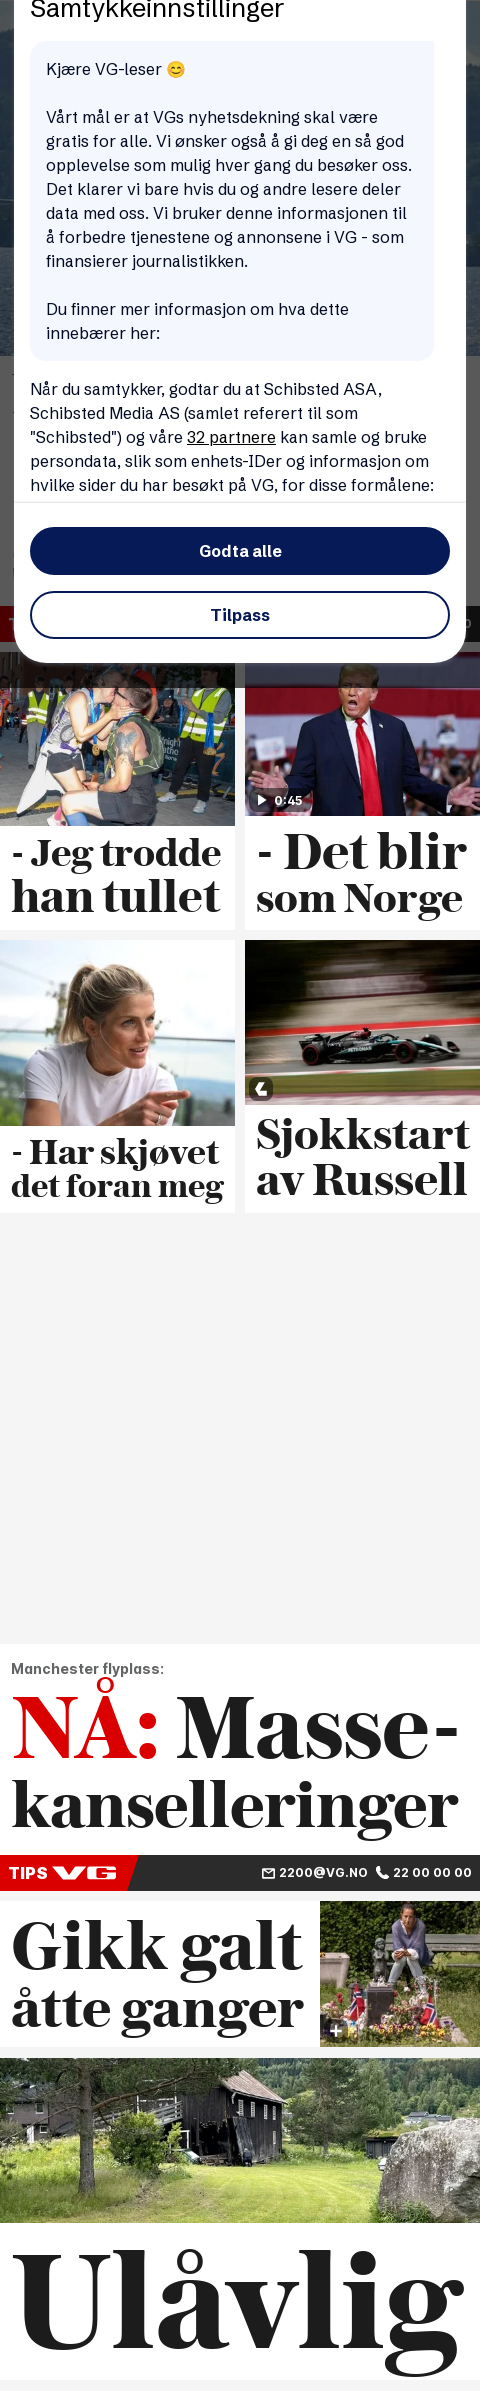 Samtykkeinnstillinger
Kjære VG-leser 😊
Vårt mål er at VGs nyhetsdekning skal være
gratis for alle. Vi ønsker også å gi deg en så god
opplevelse som mulig hver gang du besøker oss.
Det klarer vi bare hvis du og andre lesere deler
data med oss. Vi bruker denne informasjonen til
å forbedre tjenestene og annonsene i VG - som
finansierer journalistikken.
Du finner mer informasjon om hva dette
innebærer her:
Når du samtykker, godtar du at Schibsted ASA,
Schibsted Media AS (samlet referert til som
"Schibsted") og våre 32 partnere kan samle og bruke
persondata, slik som enhets-IDer og informasjon om
hvilke sider du har besøkt på VG, for disse formålene:
Godta alle
Tilpass
0:45
- Jeg trodde
han tullet
- Det blir
som Norge
PETRONAS
- Har skjøvet
det foran meg
Sjokkstart
av Russell
Manchester flyplass:
NÅ: Masse-
kanselleringer
TIPS VG
2200@VG.NO 22 00 00 00
Gikk galt
åtte ganger
+
Ulåvlig